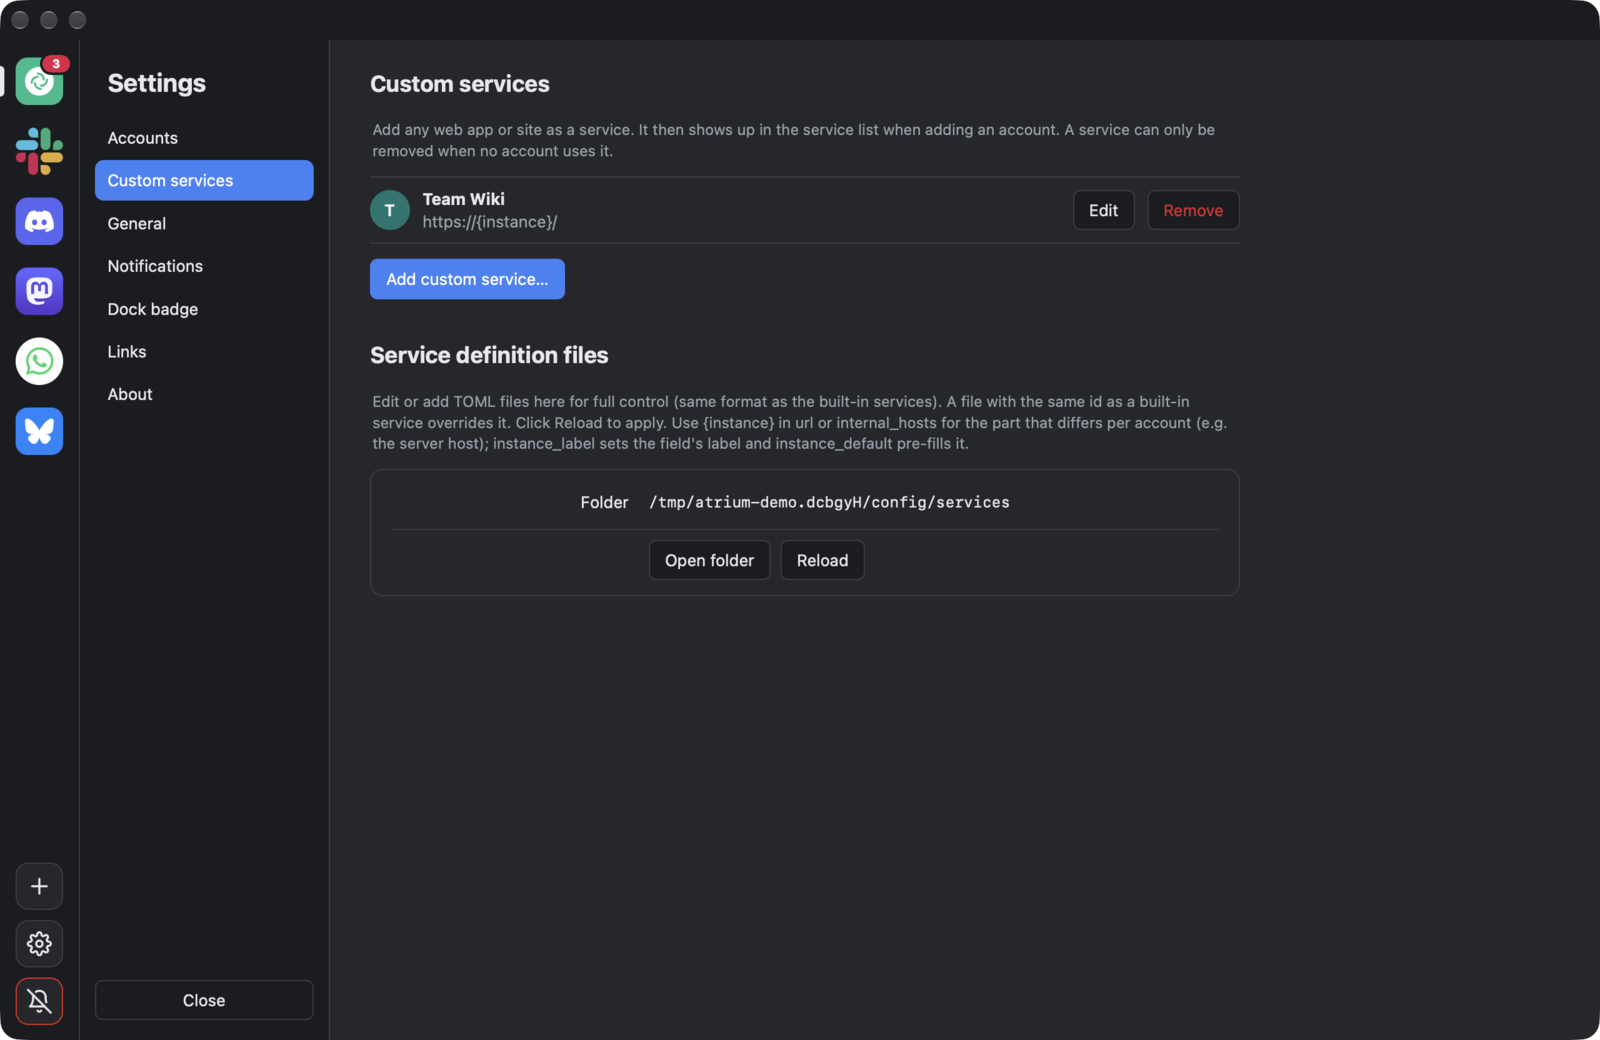 3
Settings
Accounts
Custom services
General
Notifications
Dock badge
Links
About
Close
Custom services
Add any web app or site as a service. It then shows up in the service list when adding an account. A service can only be
removed when no account uses it.
T
Team Wiki
https://{instance}/
Edit
Remove
Add custom service...
Service definition files
Edit or add TOML files here for full control (same format as the built-in services). A file with the same id as a built-in
service overrides it. Click Reload to apply. Use {instance} in url or internal_hosts for the part that differs per account (e.g.
the server host); instance_label sets the field's label and instance_default pre-fills it.
Folder
/tmp/atrium-demo.dcbgyH/config/services
Open folder
Reload